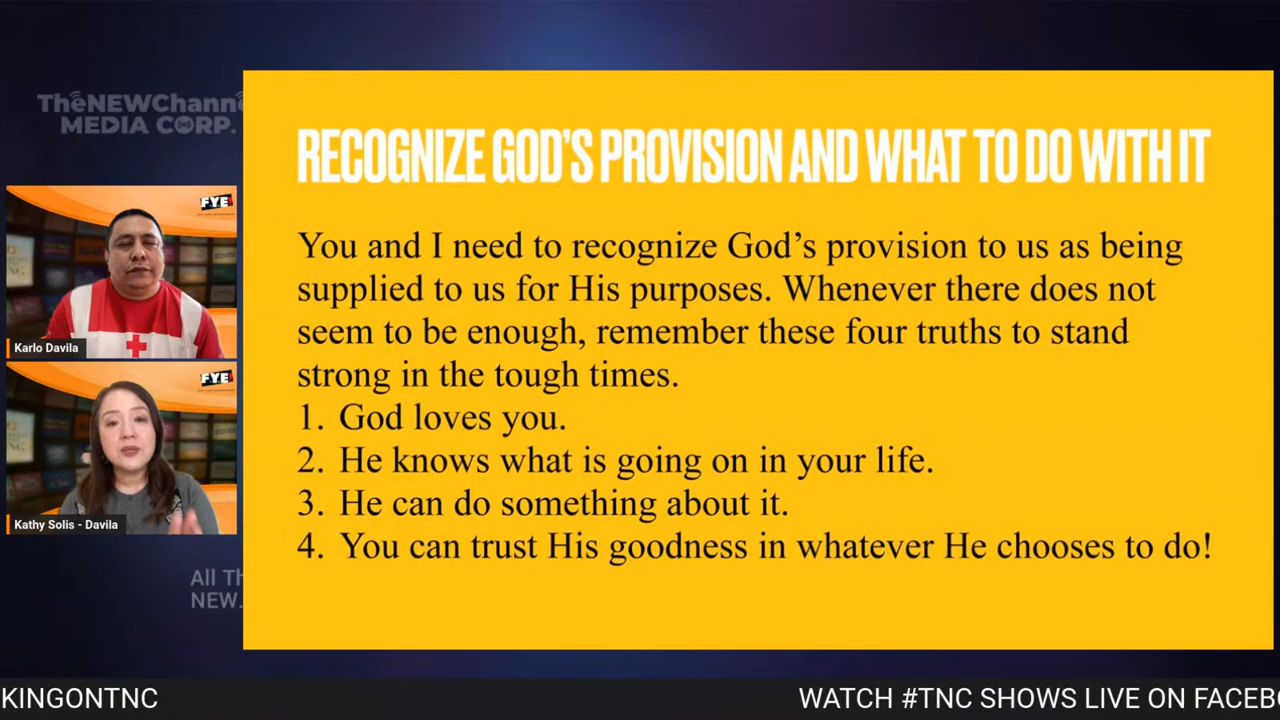 TheNEWChann
MEDIA CORP.
RECOGNIZE GOD'S PROVISION AND WHAT TO DO WITH IT
You and I need to recognize God's provision to us as being
supplied to us for His purposes. Whenever there does not
seem to be enough, remember these four truths to stand
strong in the tough times.
1. God loves you.
2. He knows what is going on in your life.
3. He can do something about it.
4. You can trust His goodness in whatever He chooses to do!
FYE!
Karlo Davila
FYE!
Kathy Solis - Davila
All Th
NEW.
KINGONTNC
WATCH #TNC SHOWS LIVE ON FACEB